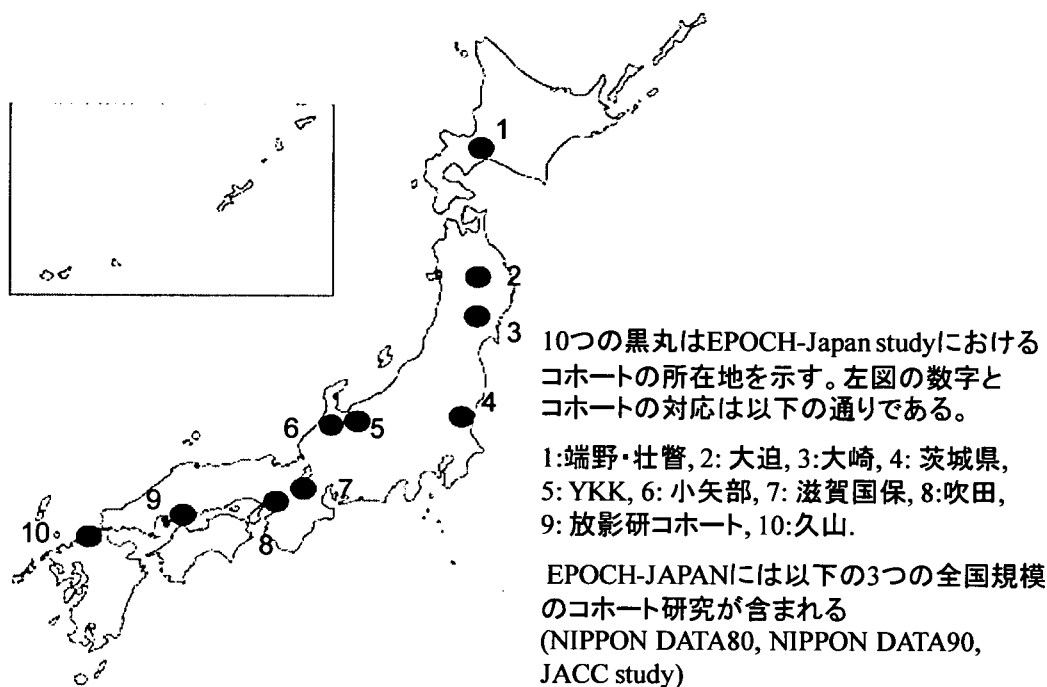 1
2
3
4
5
6
7
8
9
10
10つの黒丸はEPOCH-Japan studyにおける
コホートの所在地を示す。左図の数字と
コホートの対応は以下の通りである。
1:端野・壮瞥, 2: 大迫, 3:大崎, 4: 茨城県,
5: YKK, 6: 小矢部, 7: 滋賀国保, 8:吹田,
9: 放影研コホート, 10:久山.
EPOCH-JAPANには以下の3つの全国規模
のコホート研究が含まれる
(NIPPON DATA80, NIPPON DATA90,
JACC study)